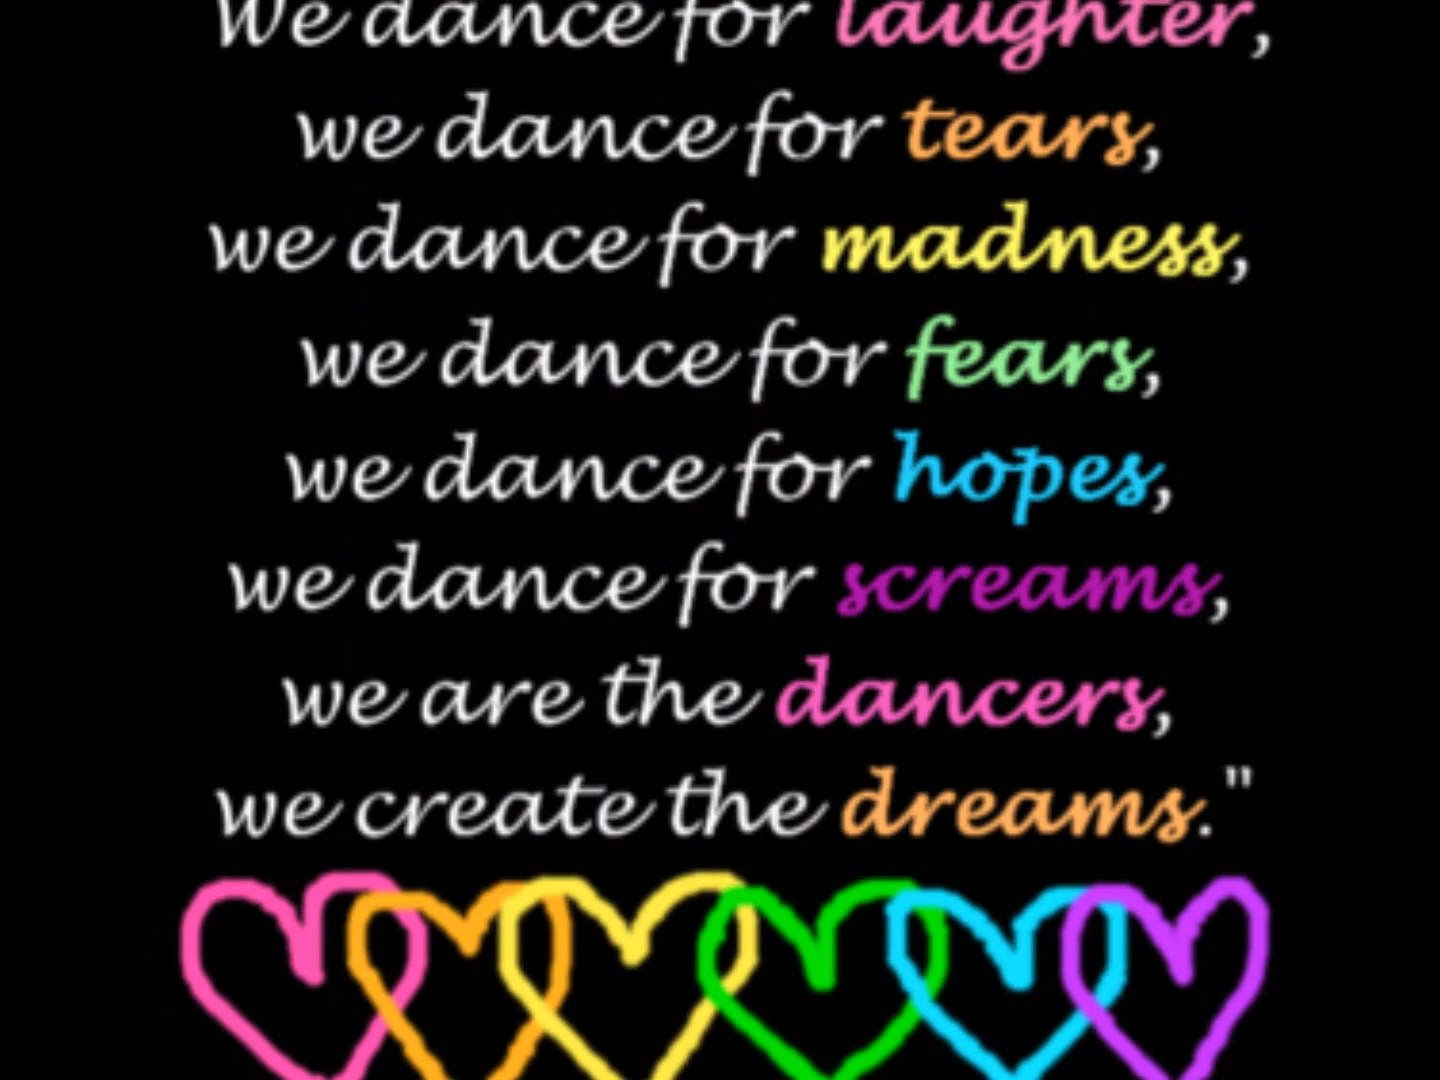 We dance for laughter,
we dance for tears,
we dance for madness,
we dance for fears,
we dance for hopes,
we dance for screams,
we are the dancers,
we create the dreams."